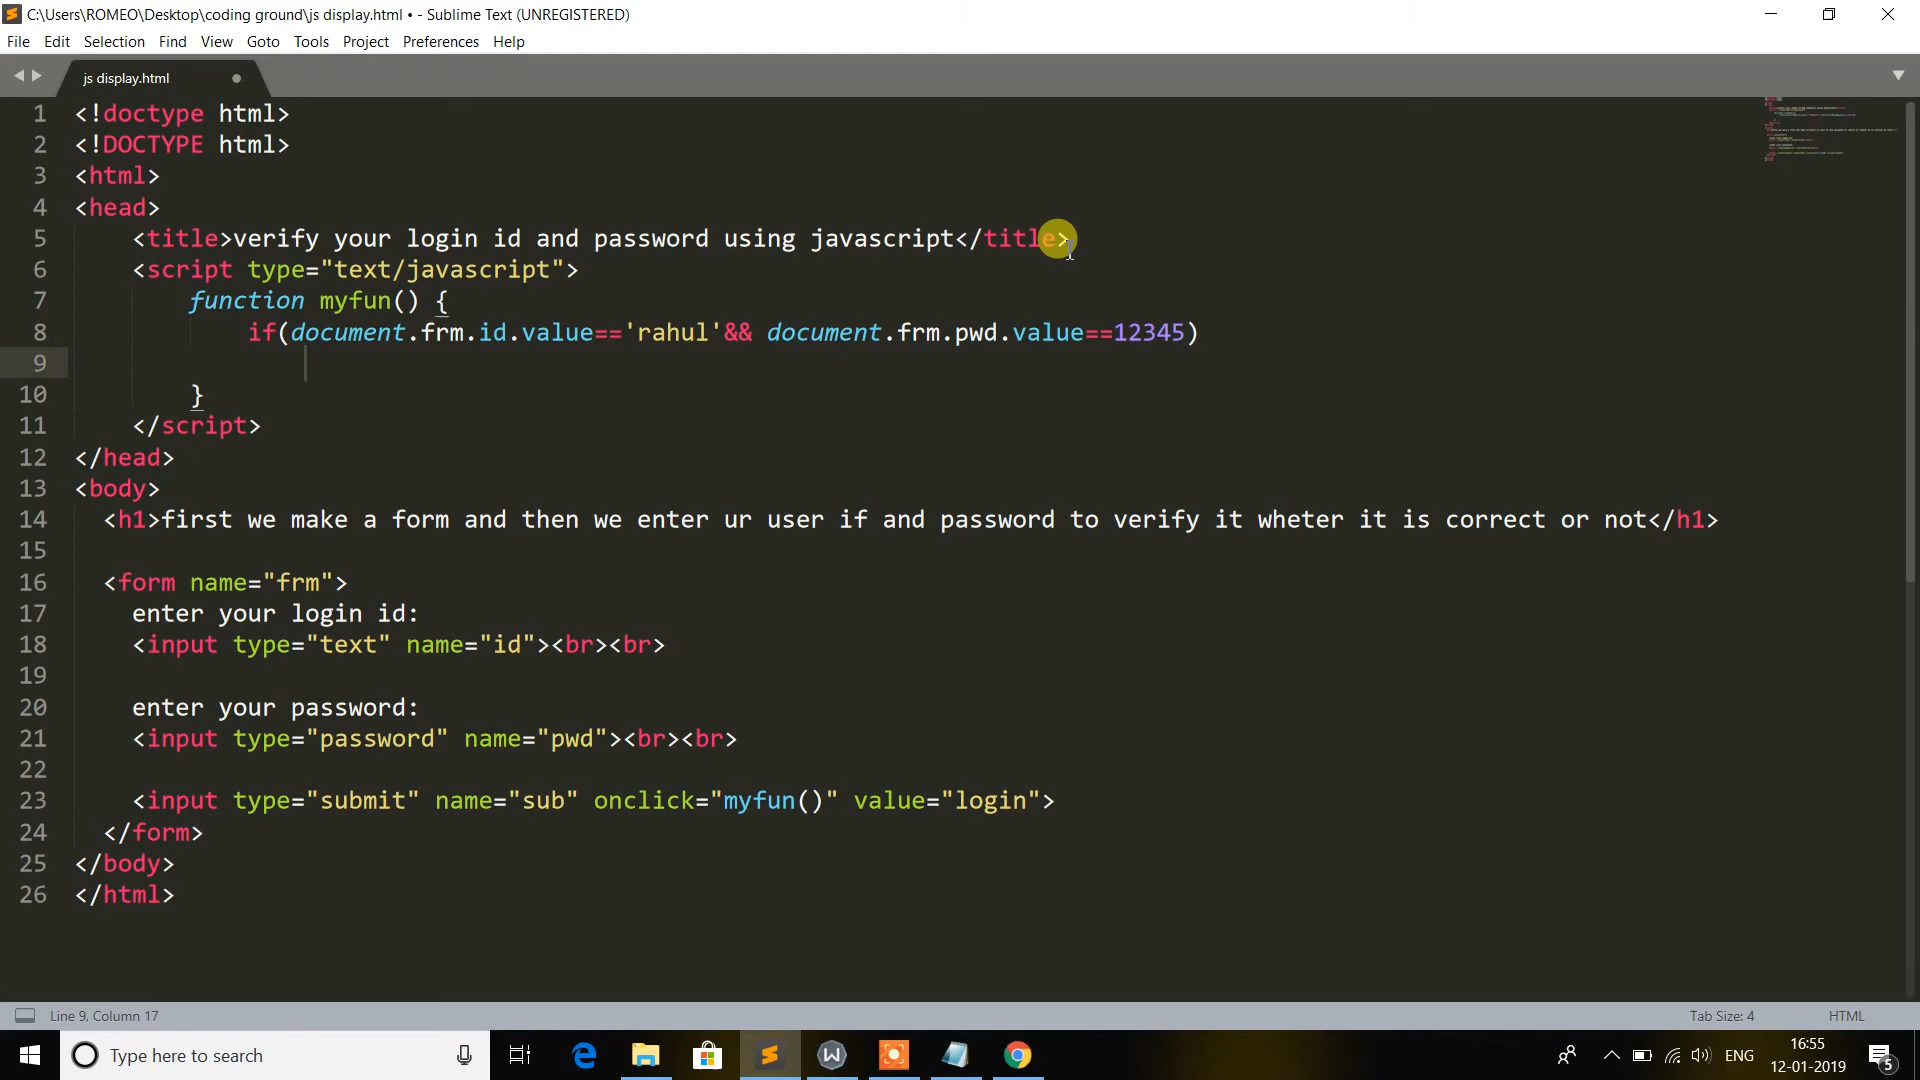 C:\Users\ROMEO\Desktop\coding ground\js display.html • - Sublime Text (UNREGISTERED)
File Edit Selection Find View Goto Tools Project Preferences Help
js display.html
1 <!doctype html>
2 <!DOCTYPE html>
3 <html>
4 <head>
5 <title>verify your login id and password using javascript</title>
6 <script type="text/javascript">
7 function myfun() {
8 if(document.frm.id.value=='rahul'&& document.frm.pwd.value==12345)
9
10 }
11 </script>
12 </head>
13 <body>
14 <h1>first we make a form and then we enter ur user if and password to verify it wheter it is correct or not</h1>
15
16 <form name="frm">
17 enter your login id:
18 <input type="text" name="id"><br><br>
19
20 enter your password:
21 <input type="password" name="pwd"><br><br>
22
23 <input type="submit" name="sub" onclick="myfun()" value="login">
24 </form>
25 </body>
26 </html>
Line 9, Column 17 Tab Size: 4 HTML
Type here to search ENG 16:55
12-01-2019 5